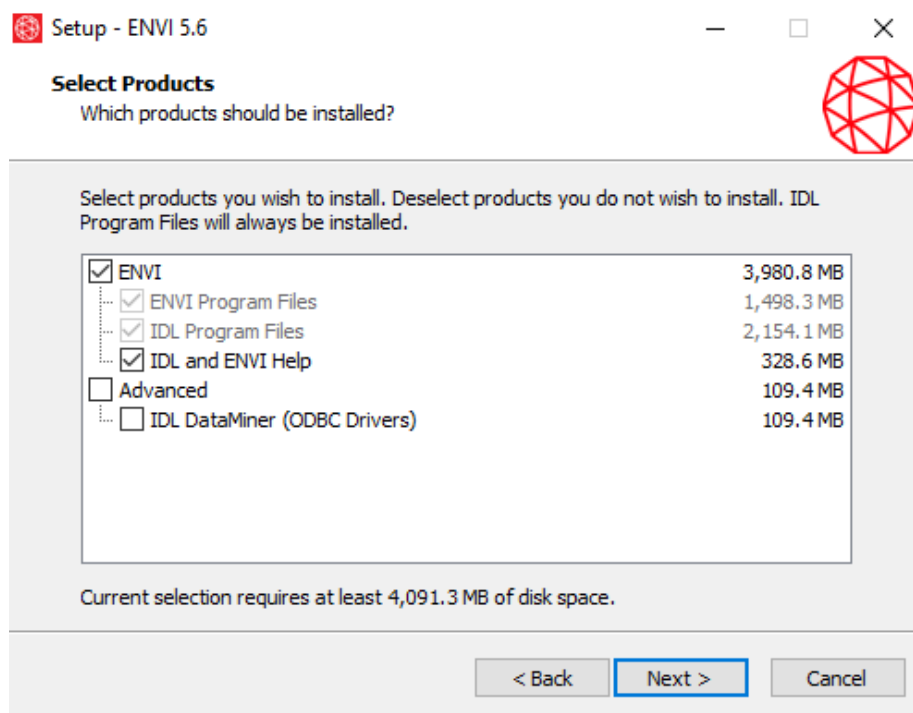 Setup - ENVI 5.6
Select Products
Which products should be installed?
Select products you wish to install. Deselect products you do not wish to install. IDL
Program Files will always be installed.
ENVI 3,980.8 MB
ENVI Program Files 1,498.3 MB
IDL Program Files 2,154.1 MB
IDL and ENVI Help 328.6 MB
Advanced 109.4 MB
IDL DataMiner (ODBC Drivers) 109.4 MB
Current selection requires at least 4,091.3 MB of disk space.
< Back Next > Cancel